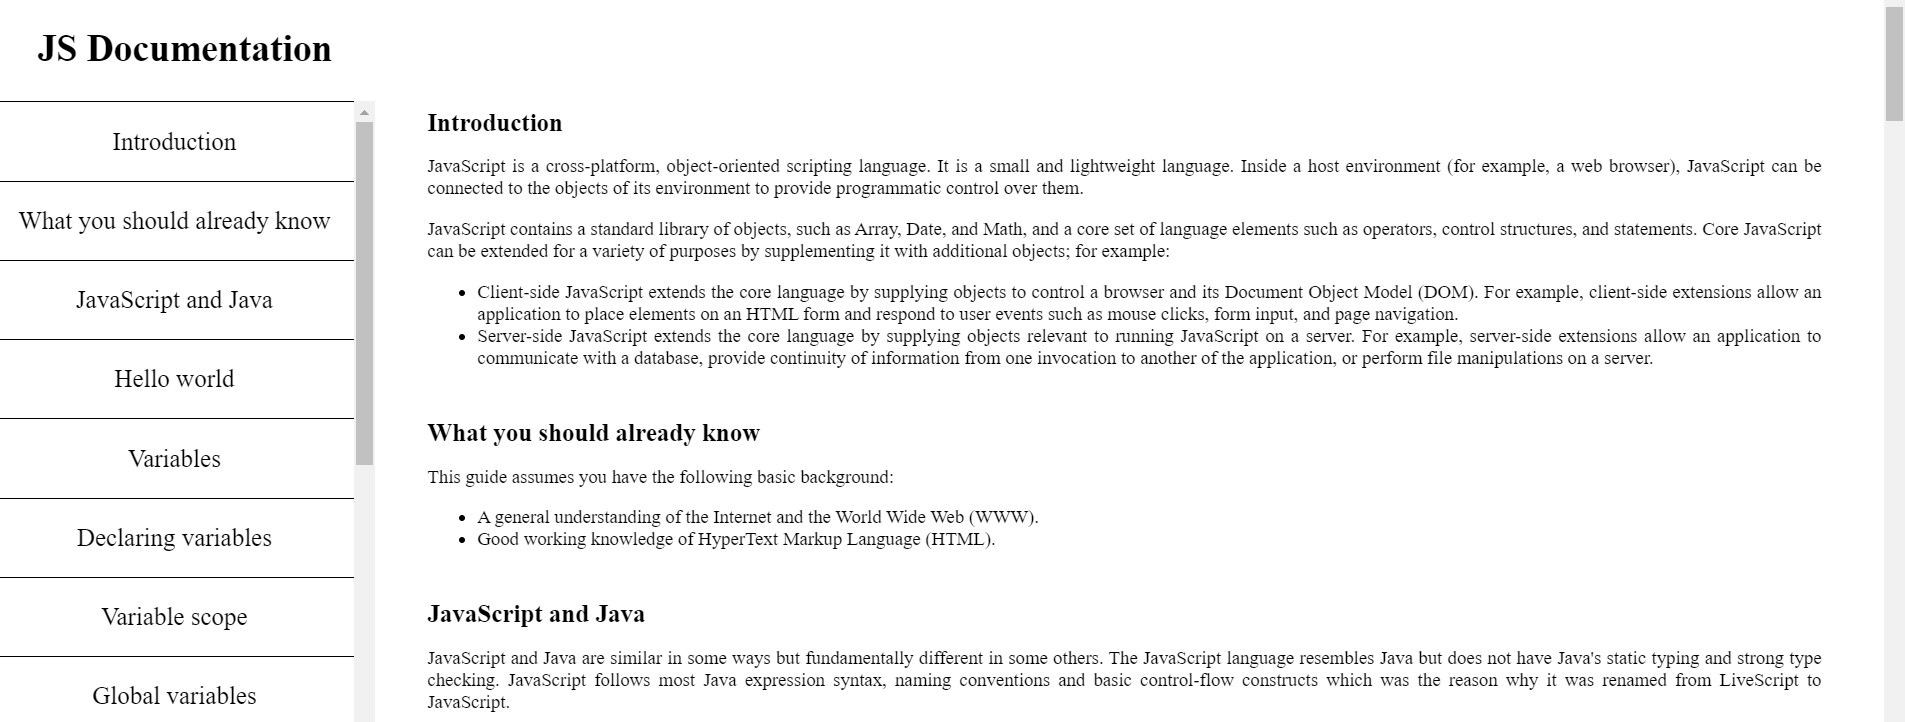 JS Documentation
Introduction
What you should already know
JavaScript and Java
Hello world
Variables
Declaring variables
Variable scope
Global variables
Introduction
JavaScript is a cross-platform, object-oriented scripting language. It is a small and lightweight language. Inside a host environment (for example, a web browser), JavaScript can be
connected to the objects of its environment to provide programmatic control over them.
JavaScript contains a standard library of objects, such as Array, Date, and Math, and a core set of language elements such as operators, control structures, and statements. Core JavaScript
can be extended for a variety of purposes by supplementing it with additional objects; for example:
• Client-side JavaScript extends the core language by supplying objects to control a browser and its Document Object Model (DOM). For example, client-side extensions allow an
application to place elements on an HTML form and respond to user events such as mouse clicks, form input, and page navigation.
• Server-side JavaScript extends the core language by supplying objects relevant to running JavaScript on a server. For example, server-side extensions allow an application to
communicate with a database, provide continuity of information from one invocation to another of the application, or perform file manipulations on a server.
What you should already know
This guide assumes you have the following basic background:
• A general understanding of the Internet and the World Wide Web (WWW).
• Good working knowledge of HyperText Markup Language (HTML).
JavaScript and Java
JavaScript and Java are similar in some ways but fundamentally different in some others. The JavaScript language resembles Java but does not have Java's static typing and strong type
checking. JavaScript follows most Java expression syntax, naming conventions and basic control-flow constructs which was the reason why it was renamed from LiveScript to
JavaScript.